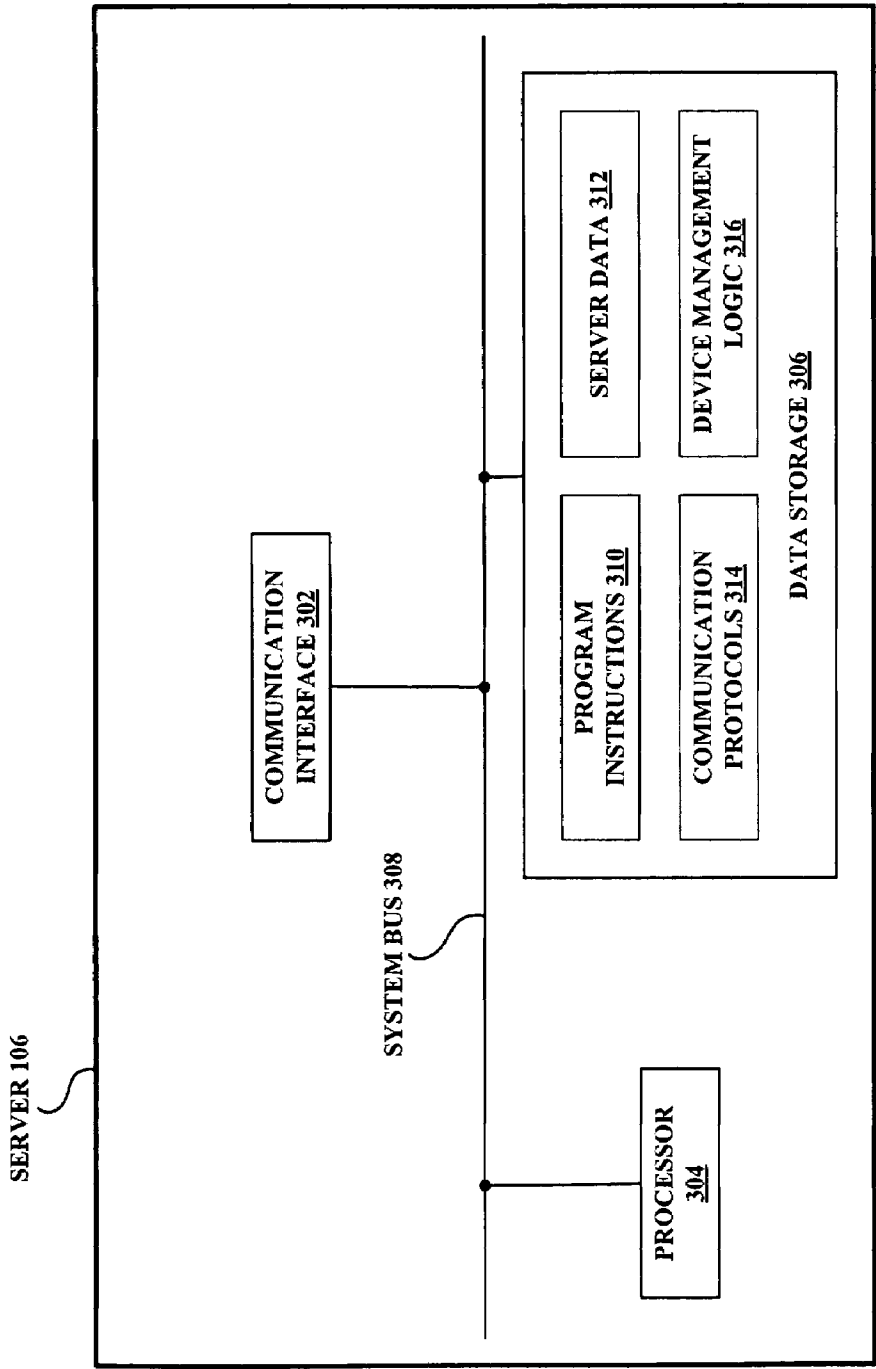 SERVER 106
COMMUNICATION
INTERFACE 302
SYSTEM BUS 308
PROCESSOR
304
PROGRAM
INSTRUCTIONS 310
SERVER DATA 312
COMMUNICATION
PROTOCOLS 314
DEVICE MANAGEMENT
LOGIC 316
DATA STORAGE 306